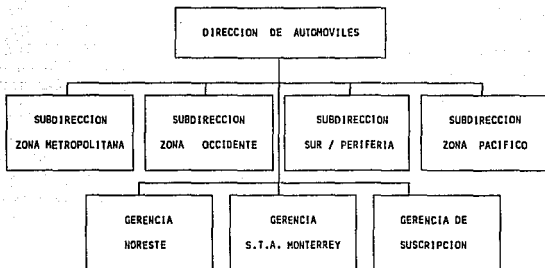 DIRECCION DE AUTOMOVILES
SUBDIRECCION
ZONA METROPOLITANA
SUBDIRECCION
ZONA OCCIDENTE
SUBDIRECCION
SUR / PERIFERIA
SUBDIRECCION
ZONA PACIFICO
GERENCIA
NORESTE
GERENCIA
S.T.A. MONTERREY
GERENCIA DE
SUSCRIPCION